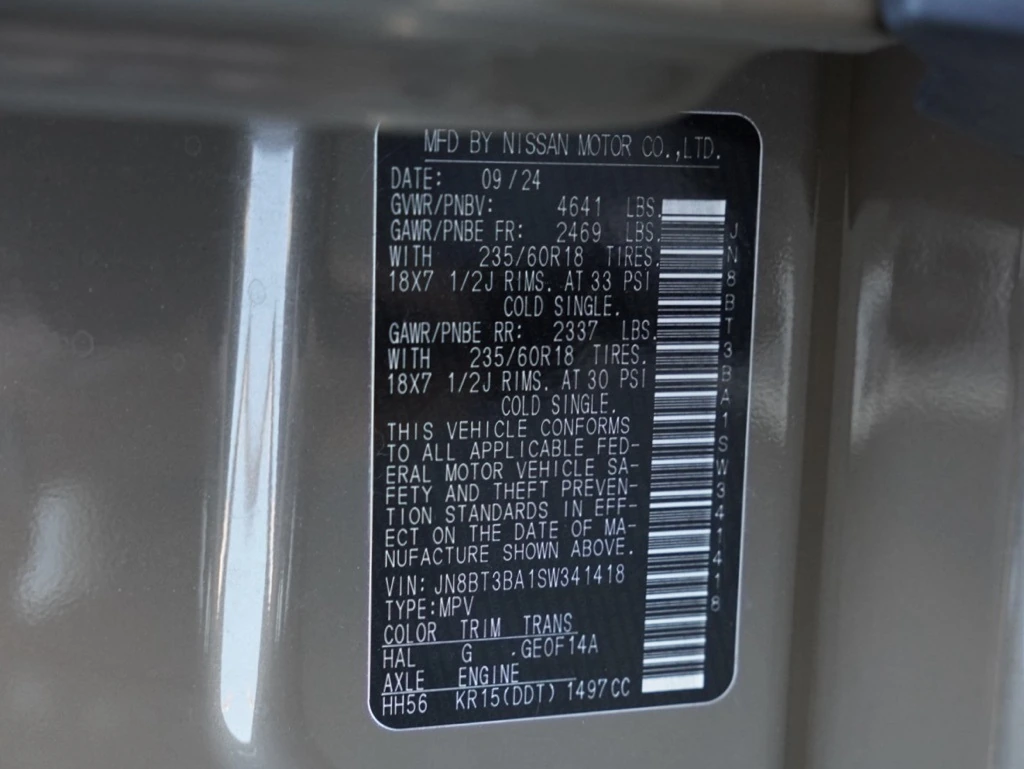 MFD BY NISSAN MOTOR CO.,LTD.
DATE: 09/24
GVWR/PNBV: 4641 LBS.
GAWR/PNBE FR: 2469 LBS.
WITH 235/60R18 TIRES.
18X7 1/2J RIMS. AT 33 PSI
COLD SINGLE.
GAWR/PNBE RR: 2337 LBS.
WITH 235/60R18 TIRES.
18X7 1/2J RIMS. AT 30 PSI
COLD SINGLE.
THIS VEHICLE CONFORMS
TO ALL APPLICABLE FED-
ERAL MOTOR VEHICLE SA-
FETY AND THEFT PREVEN-
TION STANDARDS IN EFF-
ECT ON THE DATE OF MA-
NUFACTURE SHOWN ABOVE.
VIN: JN8BT3BA1SW341418
TYPE:MPV
COLOR TRIM TRANS
HAL G .GE0F14A
AXLE ENGINE
HH56 KR15(DDT) 1497CC
JN8BT3BA1SW341418